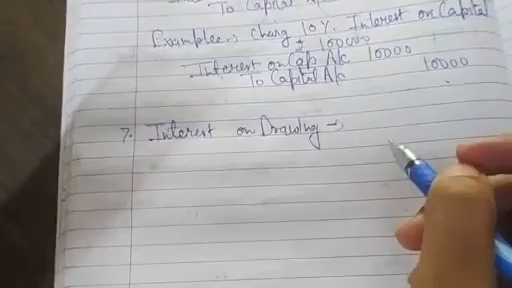 To Capital A/c
Example:→ Charg 10%. Interest on Capital
₹ 100000
Interest on Cap A/c 10000
To Capital A/c 10000
7. Interest on Drawing →